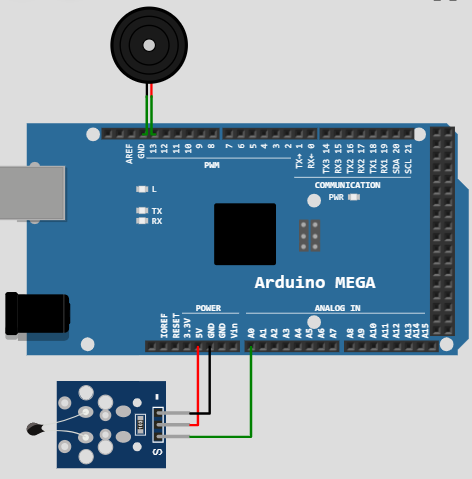 AREF GND 13 12 11 10 9 8 7 6 5 4 3 2 TX→ 1 RX← 0 TX3 14 RX3 15 TX2 16 RX2 17 TX1 18 RX1 19 SDA 20 SCL 21
PWM
COMMUNICATION
L
PWR
TX
RX
Arduino MEGA
POWER
ANALOG IN
IOREF RESET 3.3V 5V GND GND Vin A0 A1 A2 A3 A4 A5 A6 A7 A8 A9 A10 A11 A12 A13 A14 A15
-
S